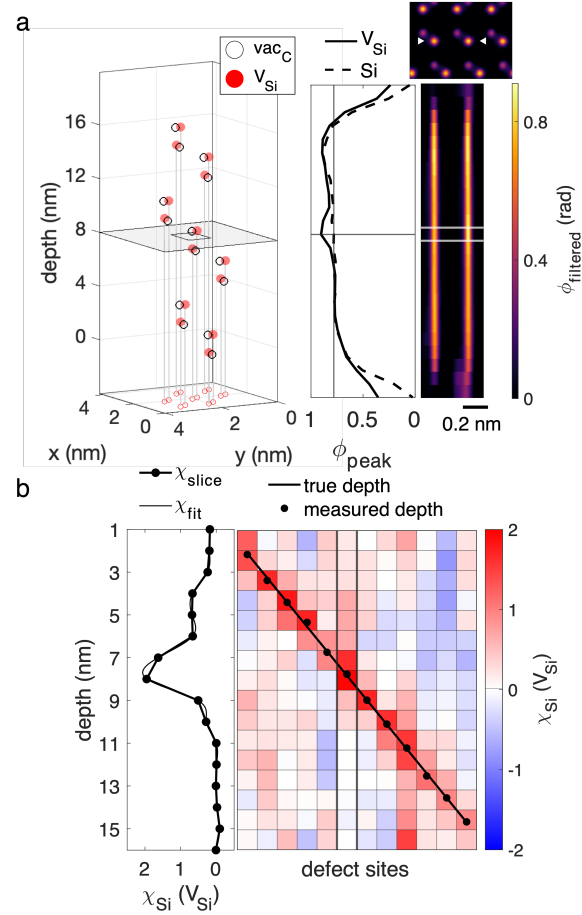 a
vac_C
V_Si
V_Si
Si
16
12
8
4
0
depth (nm)
4
2
0
x (nm)
4
2
0
y (nm)
1
0.5
0
ϕ_peak
0.8
0.4
0
ϕ_filtered (rad)
0.2 nm
b
χ_slice
χ_fit
true depth
measured depth
1
3
5
7
9
11
13
15
depth (nm)
2
1
0
χ_Si (V_Si)
defect sites
2
1
0
-1
-2
χ_Si (V_Si)